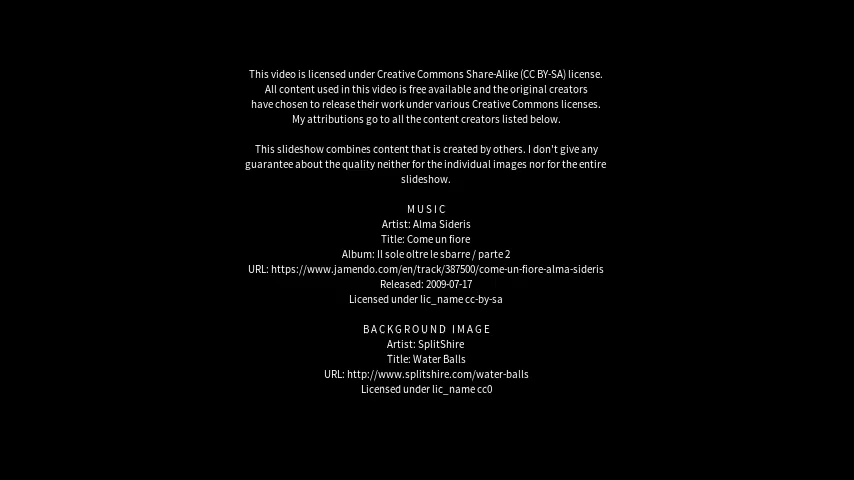 This video is licensed under Creative Commons Share-Alike (CC BY-SA) license.
All content used in this video is free available and the original creators
have chosen to release their work under various Creative Commons licenses.
My attributions go to all the content creators listed below.
This slideshow combines content that is created by others. I don't give any
guarantee about the quality neither for the individual images nor for the entire
slideshow.
M U S I C
Artist: Alma Sideris
Title: Come un fiore
Album: Il sole oltre le sbarre / parte 2
URL: https://www.jamendo.com/en/track/387500/come-un-fiore-alma-sideris
Released: 2009-07-17
Licensed under lic_name cc-by-sa
B A C K G R O U N D   I M A G E
Artist: SplitShire
Title: Water Balls
URL: http://www.splitshire.com/water-balls
Licensed under lic_name cc0